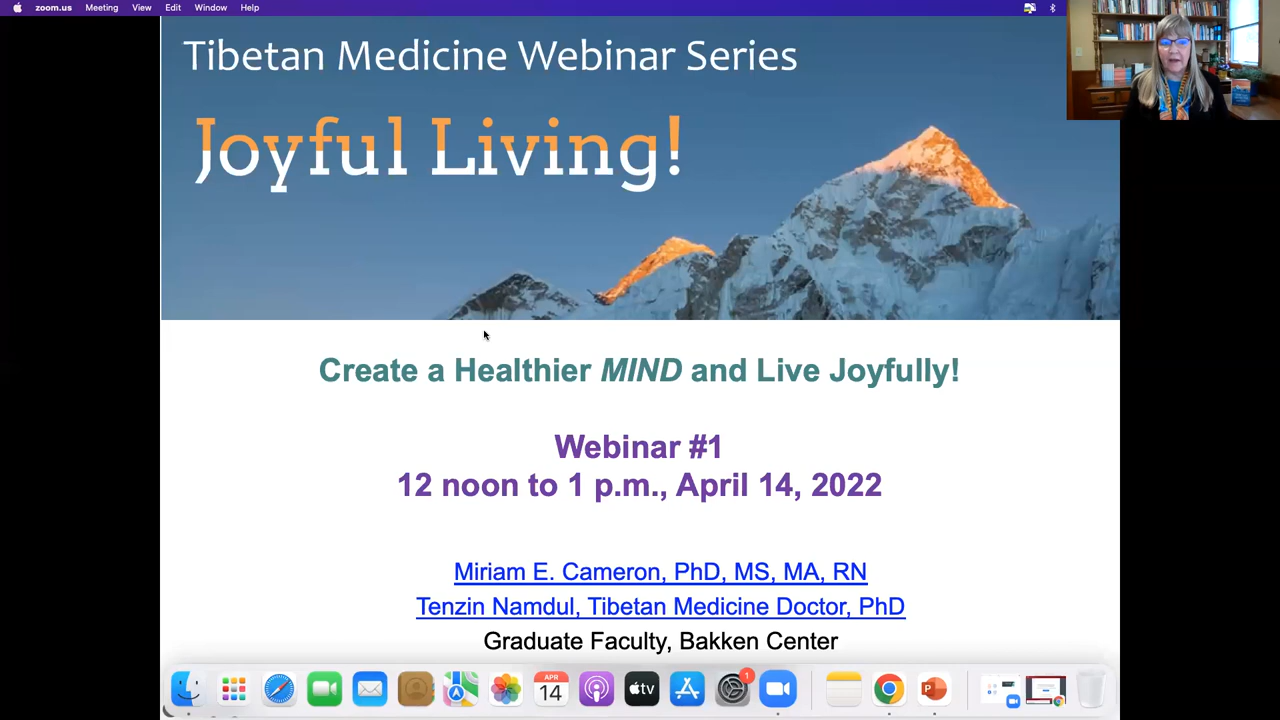 zoom.us Meeting View Edit Window Help
Tibetan Medicine Webinar Series
Joyful Living!
Create a Healthier MIND and Live Joyfully!
Webinar #1
12 noon to 1 p.m., April 14, 2022
Miriam E. Cameron, PhD, MS, MA, RN
Tenzin Namdul, Tibetan Medicine Doctor, PhD
Graduate Faculty, Bakken Center
APR
14
tv
1
P